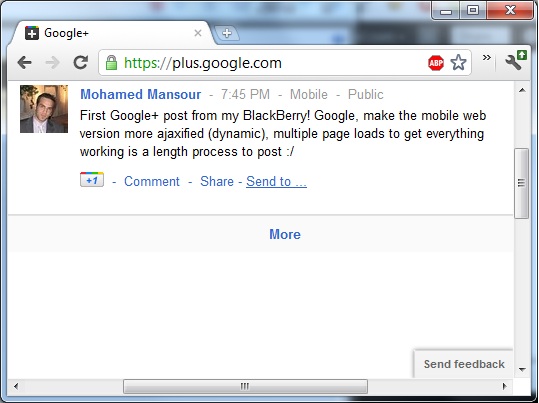 Google+
https://plus.google.com
ABP
»
Mohamed Mansour - 7:45 PM - Mobile - Public
First Google+ post from my BlackBerry! Google, make the mobile web
version more ajaxified (dynamic), multiple page loads to get everything
working is a length process to post :/
+1 - Comment - Share - Send to ...
More
Send feedback